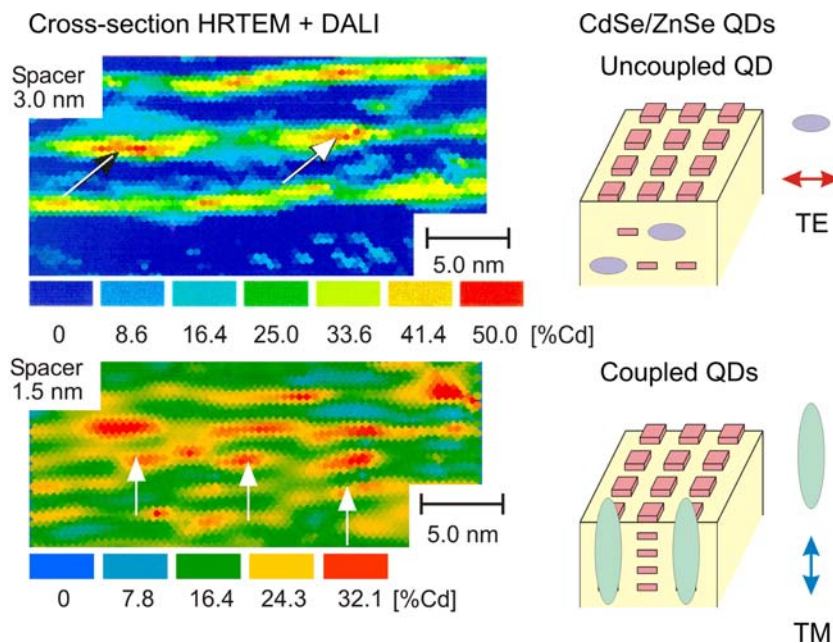 Cross-section HRTEM + DALI
CdSe/ZnSe QDs
Spacer
3.0 nm
Uncoupled QD
TE
5.0 nm
0 8.6 16.4 25.0 33.6 41.4 50.0 [%Cd]
Spacer
1.5 nm
Coupled QDs
5.0 nm
0 7.8 16.4 24.3 32.1 [%Cd]
TM